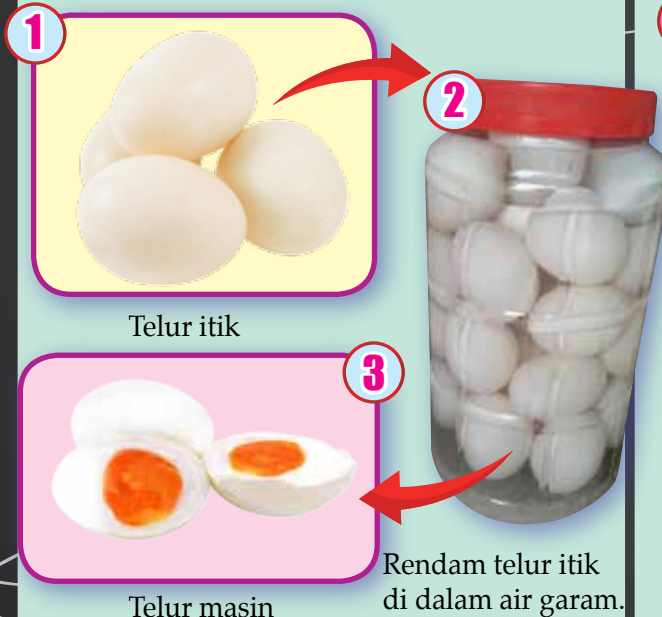 1
Telur itik
2
Rendam telur itik
di dalam air garam.
3
Telur masin